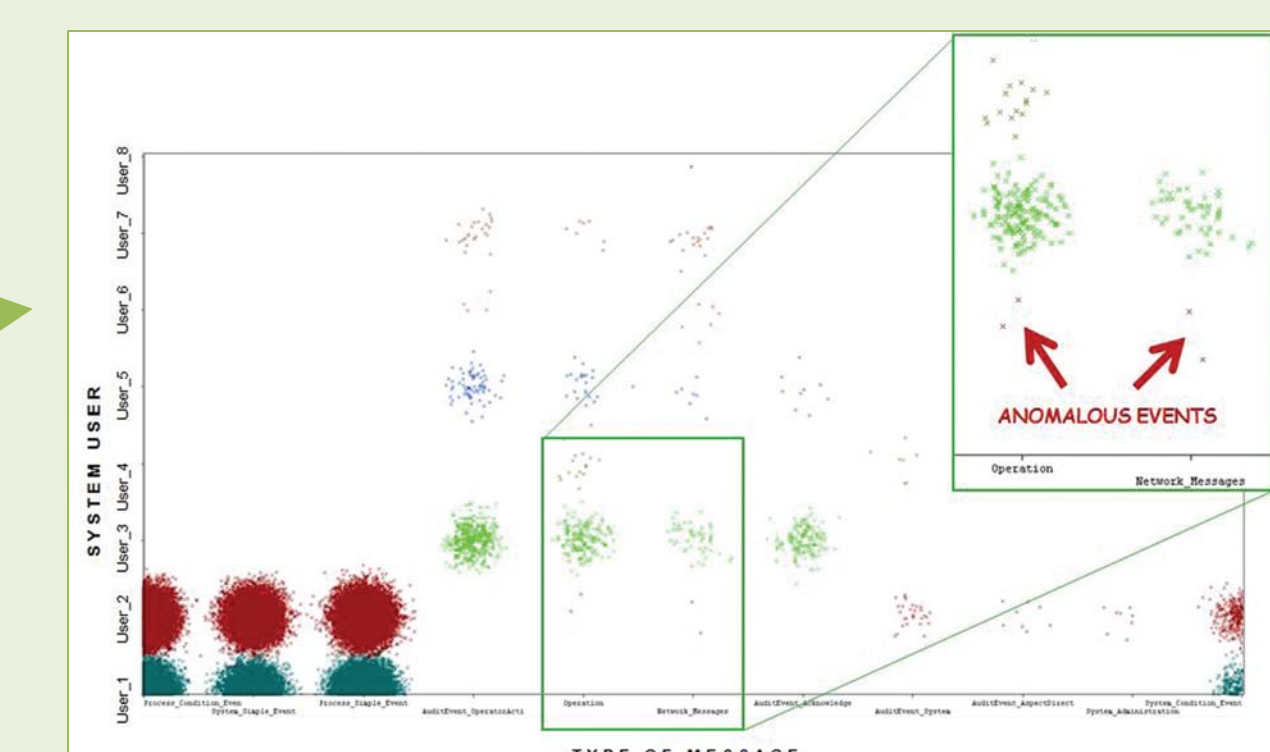 SYSTEM USER
User_8
User_7
User_6
User_5
User_4
User_3
User_2
User_1
ANOMALOUS EVENTS
Operation
Network_Messages
Process_Condition_Even
System_Simple_Event
Process_Simple_Event
AuditEvent_OperatorActi
Operation
Network_Messages
AuditEvent_Acknowledge
AuditEvent_System
AuditEvent_AspectDirect
System_Administration
System_Condition_Event
TYPE OF MESSAGE